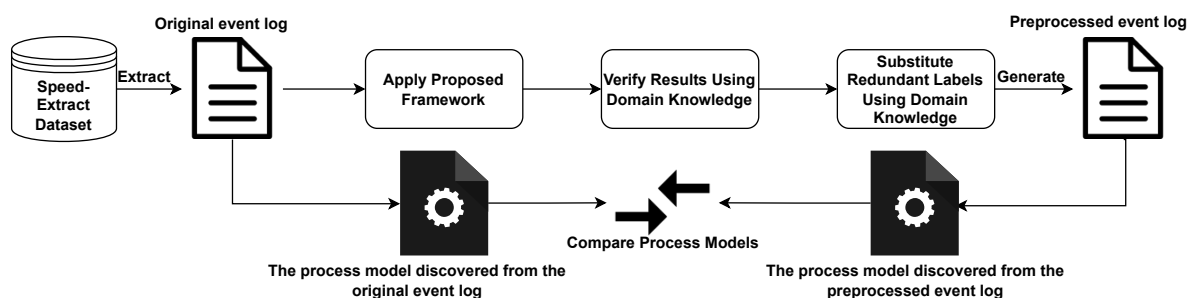 Original event log
Preprocessed event log
Speed-
Extract
Dataset
Extract
Apply Proposed
Framework
Verify Results Using
Domain Knowledge
Substitute
Redundant Labels
Using Domain
Knowledge
Generate
Compare Process Models
The process model discovered from the
original event log
The process model discovered from the
preprocessed event log